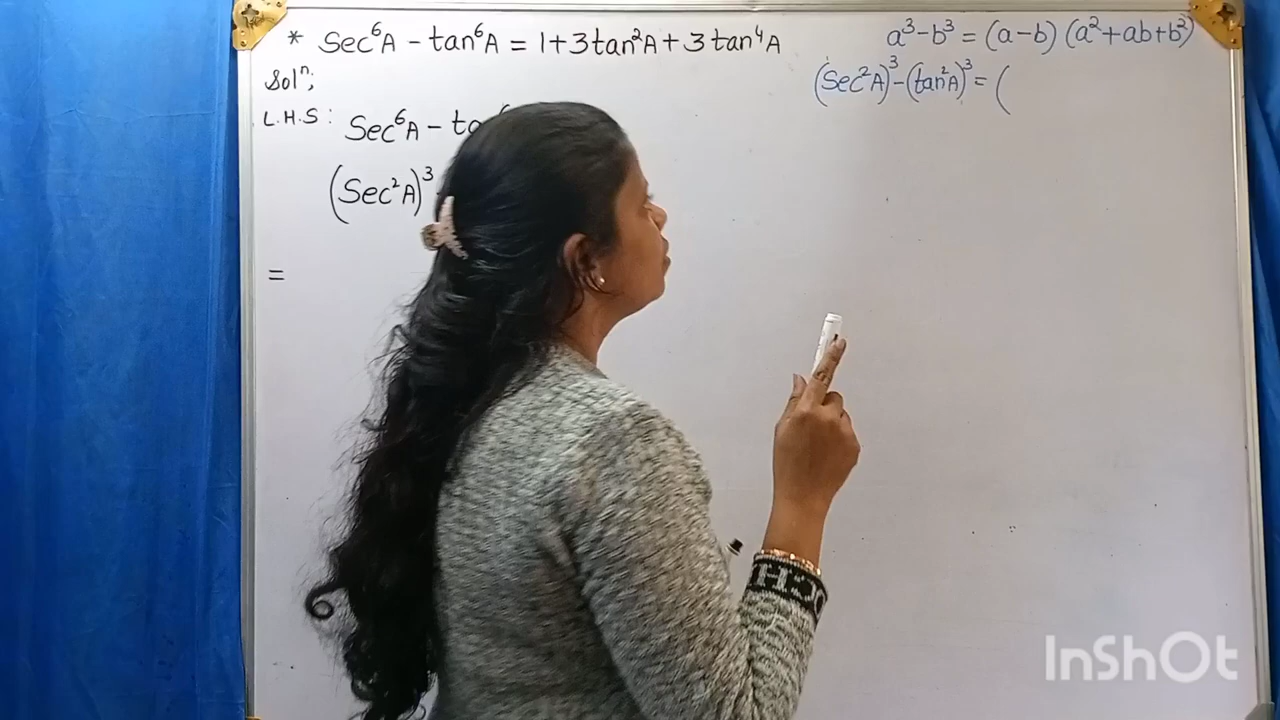 * Sec⁶A - tan⁶A = 1+3tan²A+3tan⁴A
a³-b³ = (a-b) (a²+ab+b²)
Solⁿ;
(Sec²A)³-(tan²A)³ = (
L.H.S : Sec⁶A - ta
(Sec²A)³
=
InShOt